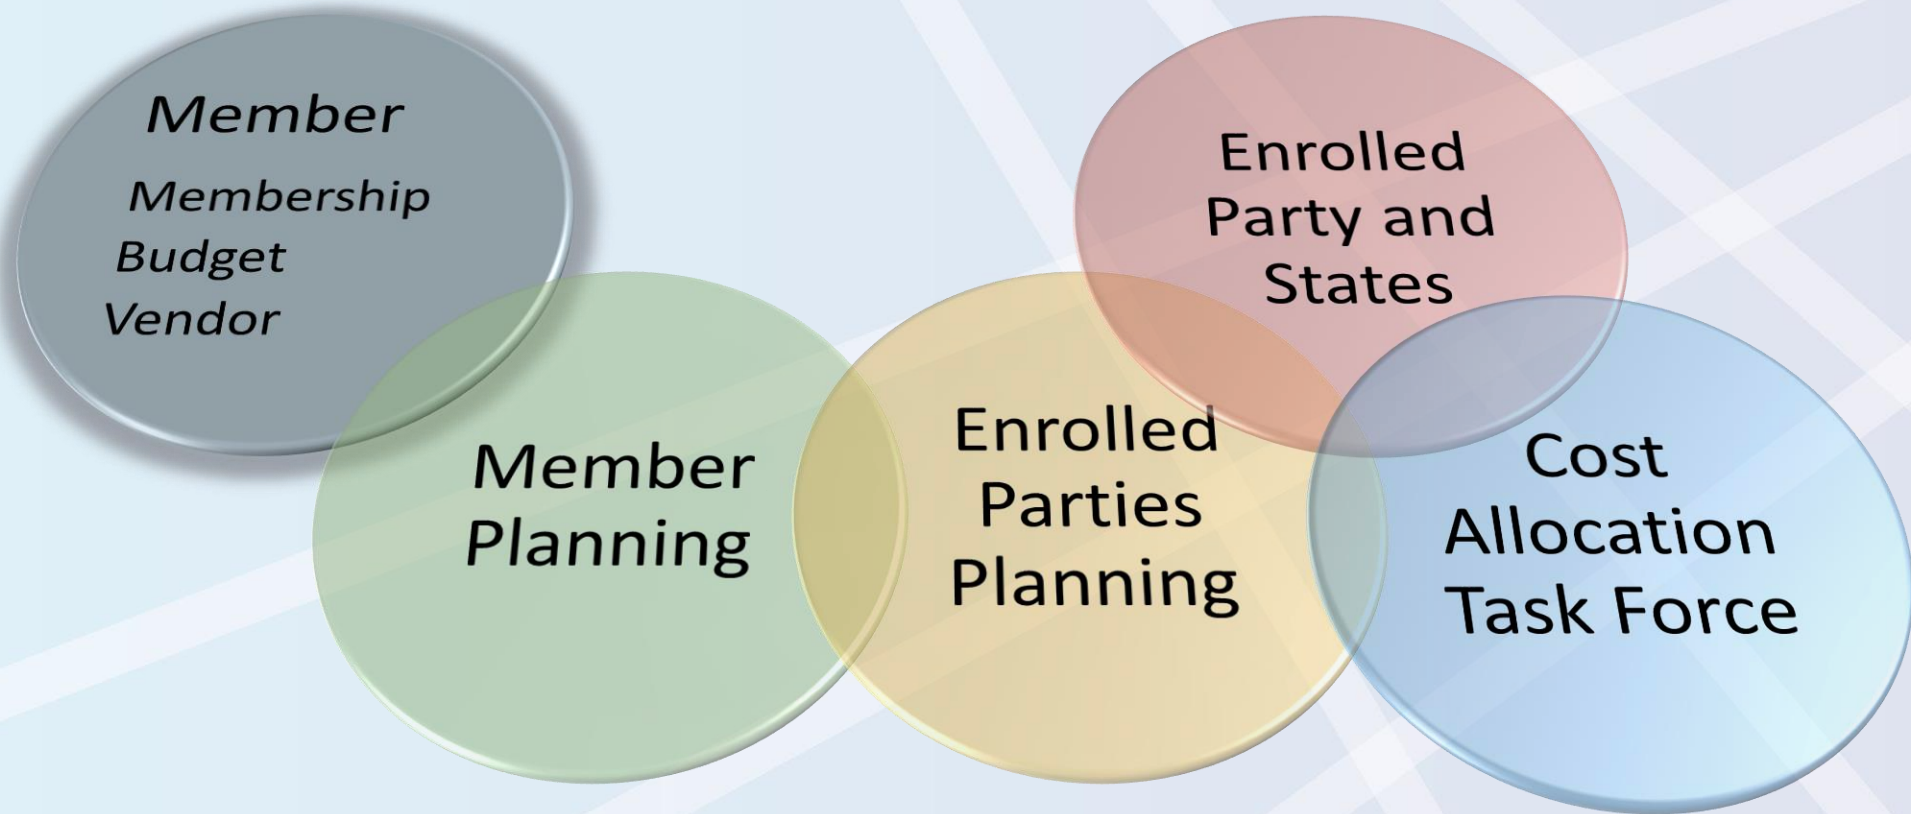 Member
Membership
Budget
Vendor
Member
Planning
Enrolled
Parties
Planning
Enrolled
Party and
States
Cost
Allocation
Task Force